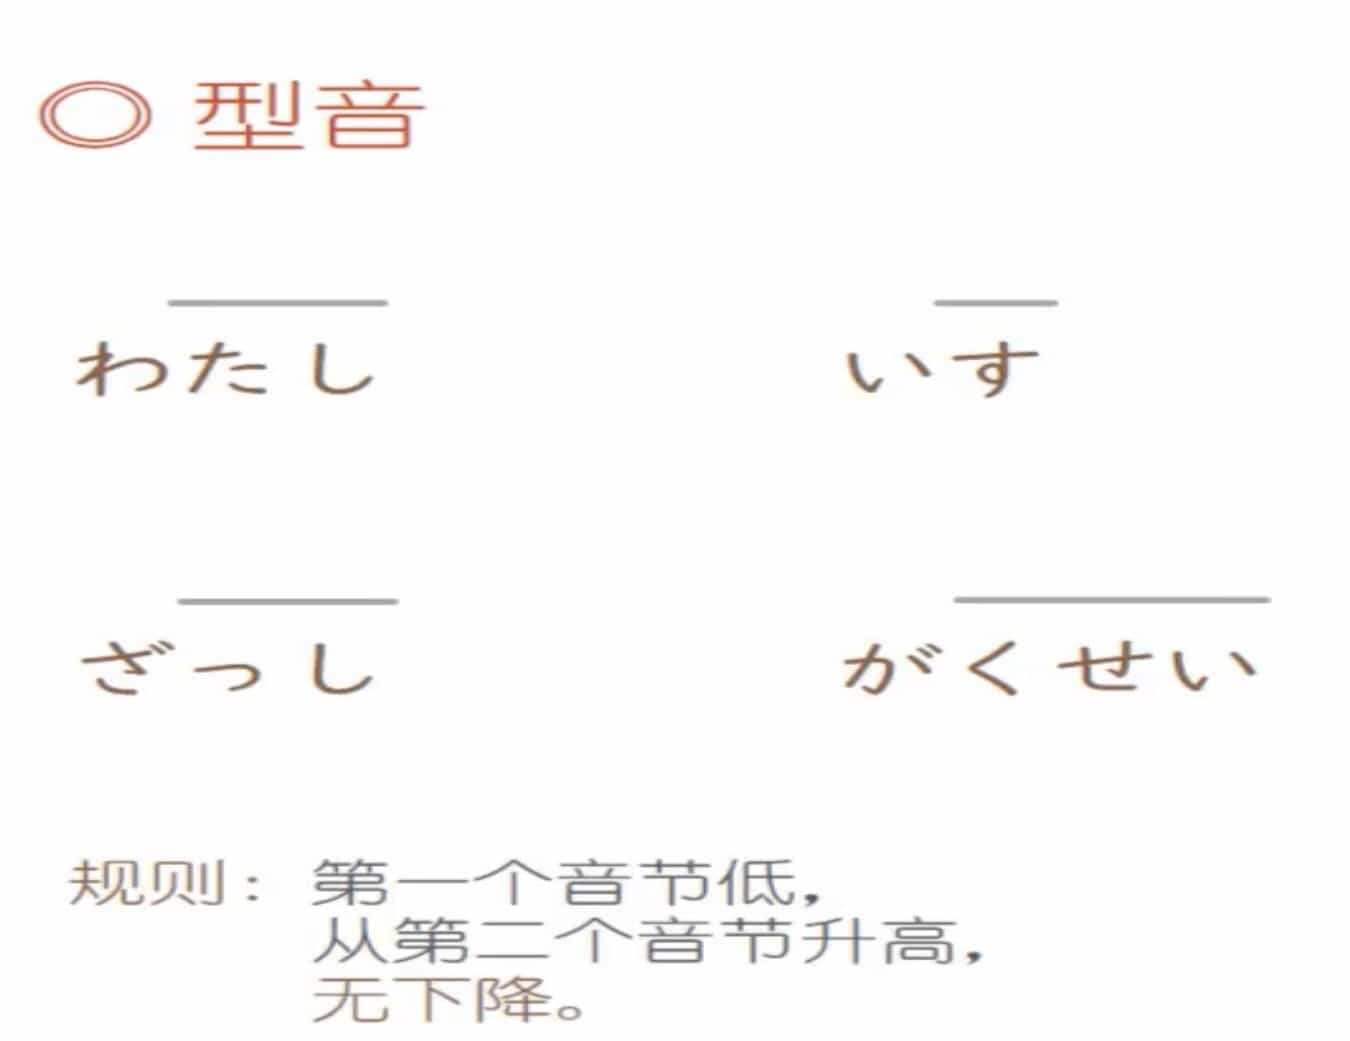 ◎ 型音
わたし いす
ざっし がくせい
规则：第一个音节低，
从第二个音节升高，
无下降。